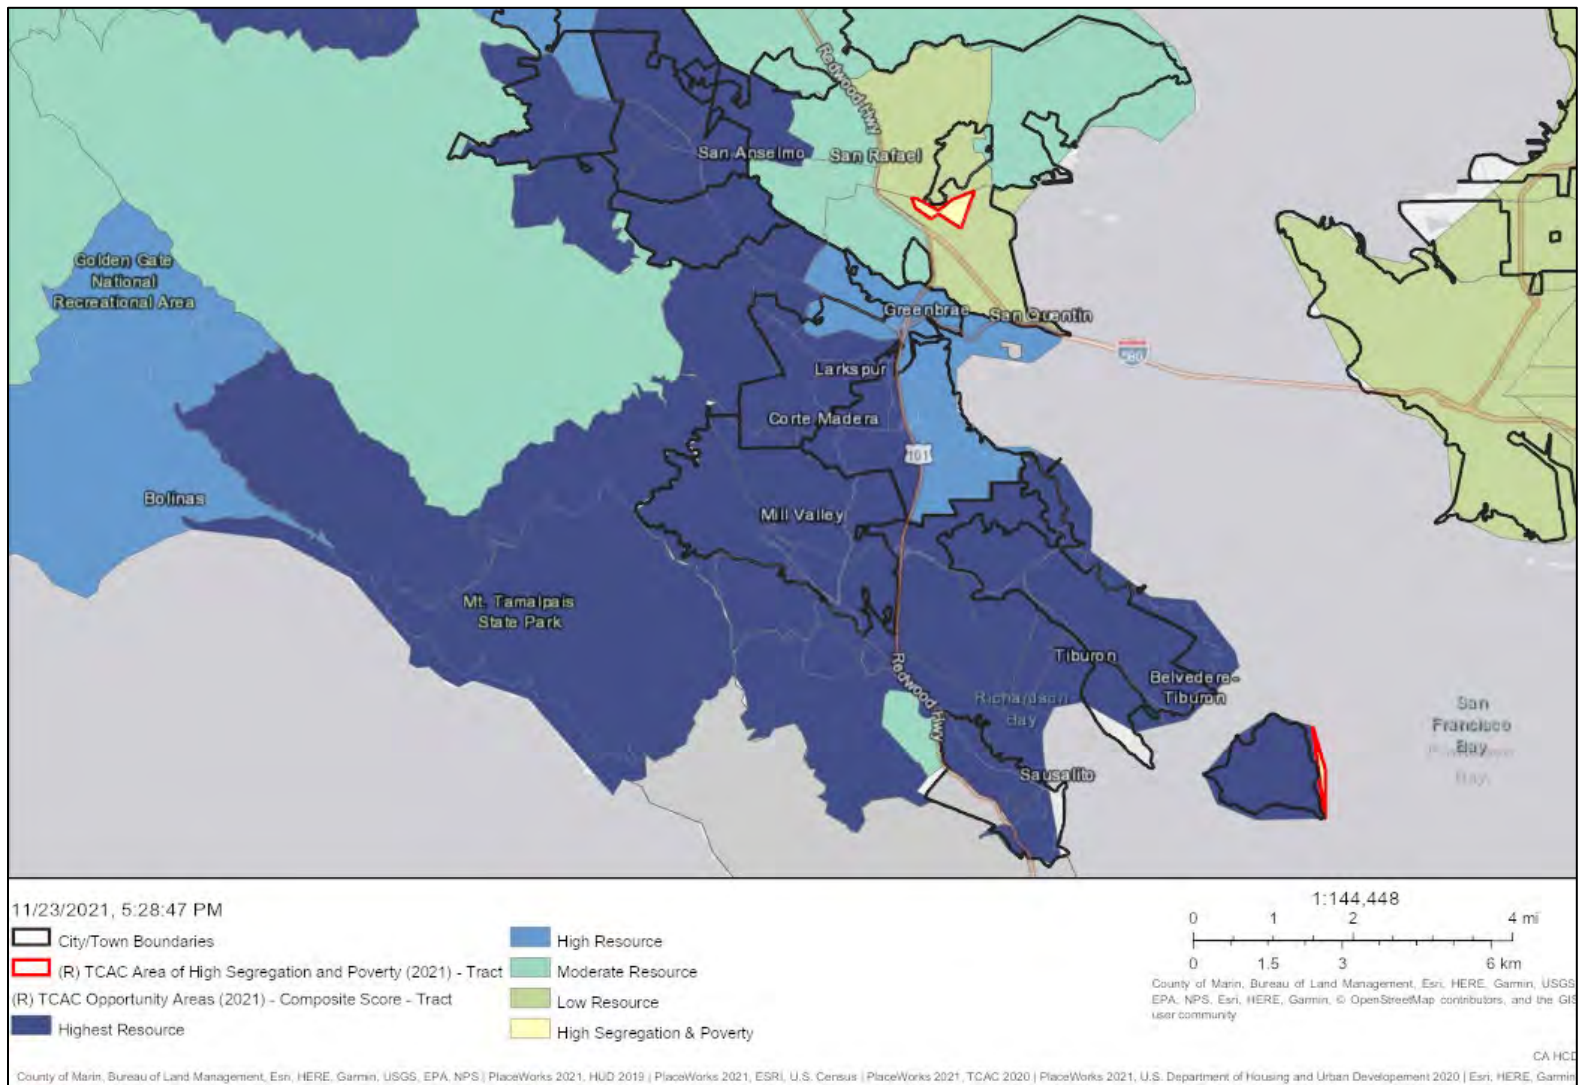 Redwood Hwy
San Anselmo
San Rafael
Golden Gate
National
Recreational Area
Greenbrae
San Quentin
580
Larkspur
Corte Madera
101
Bolinas
Mill Valley
Mt. Tamalpais
State Park
Redwood Hwy
Tiburon
Belvedere-
Tiburon
Richardson
Bay
San
Francisco
Bay
Bay
Sausalito
11/23/2021, 5:28:47 PM
City/Town Boundaries
(R) TCAC Area of High Segregation and Poverty (2021) - Tract
(R) TCAC Opportunity Areas (2021) - Composite Score - Tract
Highest Resource
High Resource
Moderate Resource
Low Resource
High Segregation & Poverty
1:144,448
0 1 2 4 mi
0 1.5 3 6 km
County of Marin, Bureau of Land Management, Esri, HERE, Garmin, USGS,
EPA, NPS, Esri, HERE, Garmin, © OpenStreetMap contributors, and the GIS
user community
CA HCD
County of Marin, Bureau of Land Management, Esri, HERE, Garmin, USGS, EPA, NPS | PlaceWorks 2021, HUD 2019 | PlaceWorks 2021, ESRI, U.S. Census | PlaceWorks 2021, TCAC 2020 | PlaceWorks 2021, U.S. Department of Housing and Urban Developement 2020 | Esri, HERE, Garmin